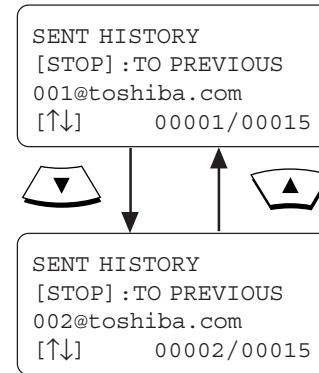 SENT HISTORY
[STOP]:TO PREVIOUS
001@toshiba.com
[↑↓] 00001/00015
SENT HISTORY
[STOP]:TO PREVIOUS
002@toshiba.com
[↑↓] 00002/00015